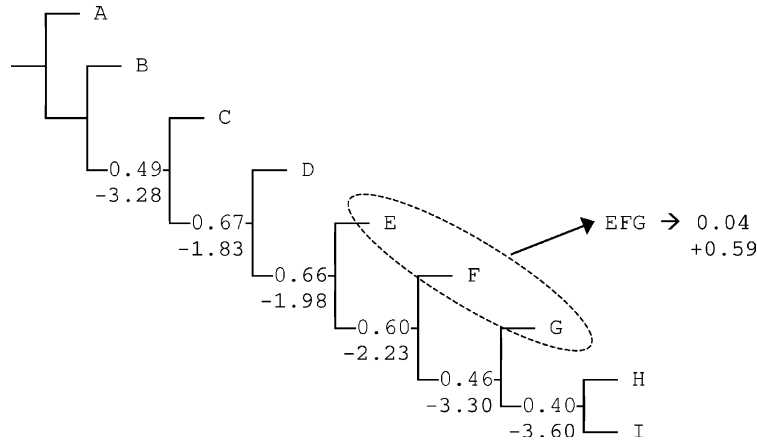 A
B
C
0.49
-3.28
D
0.67
-1.83
E
EFG → 0.04
+0.59
0.66
-1.98
F
0.60
-2.23
G
0.46
-3.30
H
0.40
-3.60
I